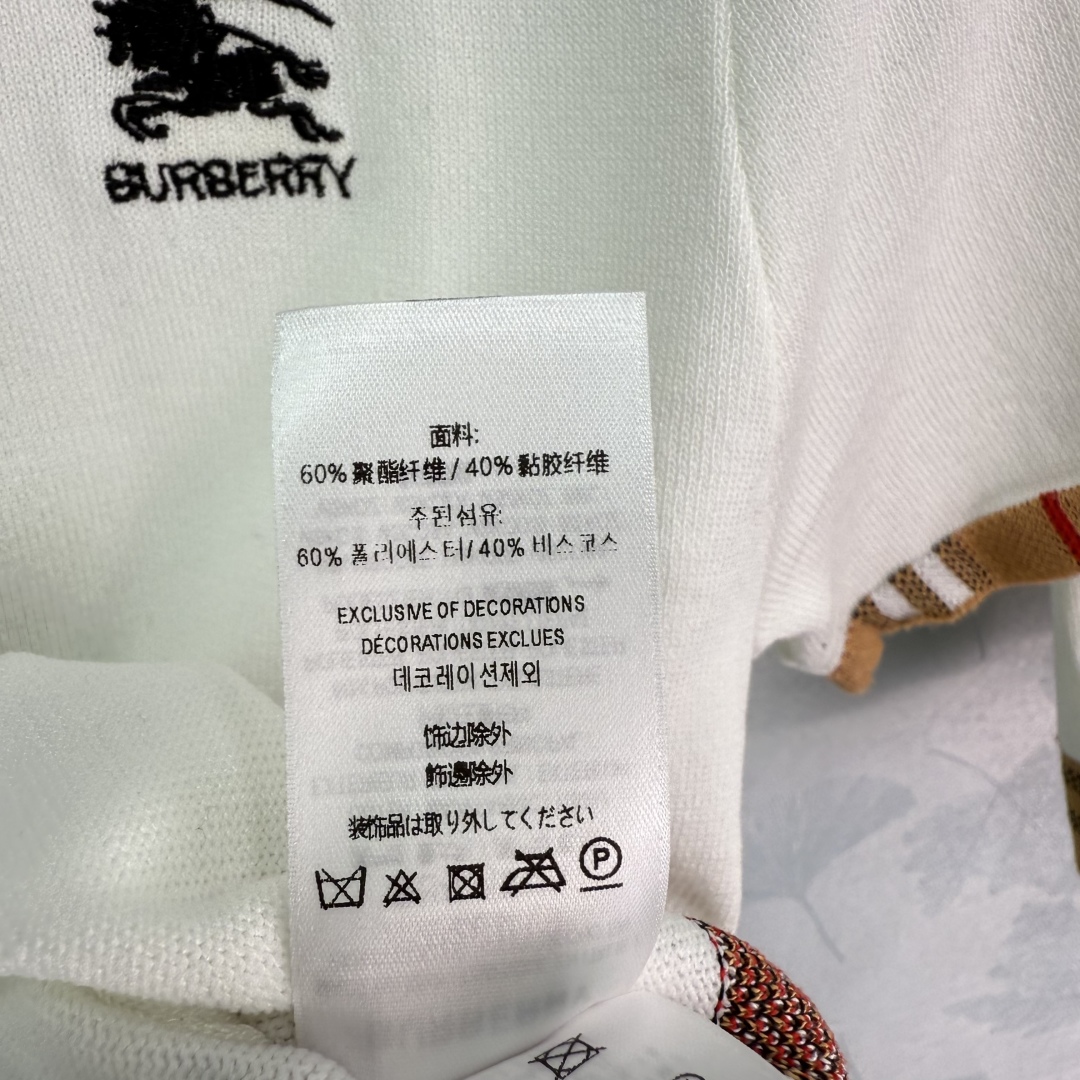 BURBERRY
面料:
60% 聚酯纤维 / 40% 黏胶纤维
주된섬유:
60% 폴리에스터/ 40% 비스코스
EXCLUSIVE OF DECORATIONS
DÉCORATIONS EXCLUES
데코레이션제외
饰边除外
飾邊除外
装飾品は取り外してください
P